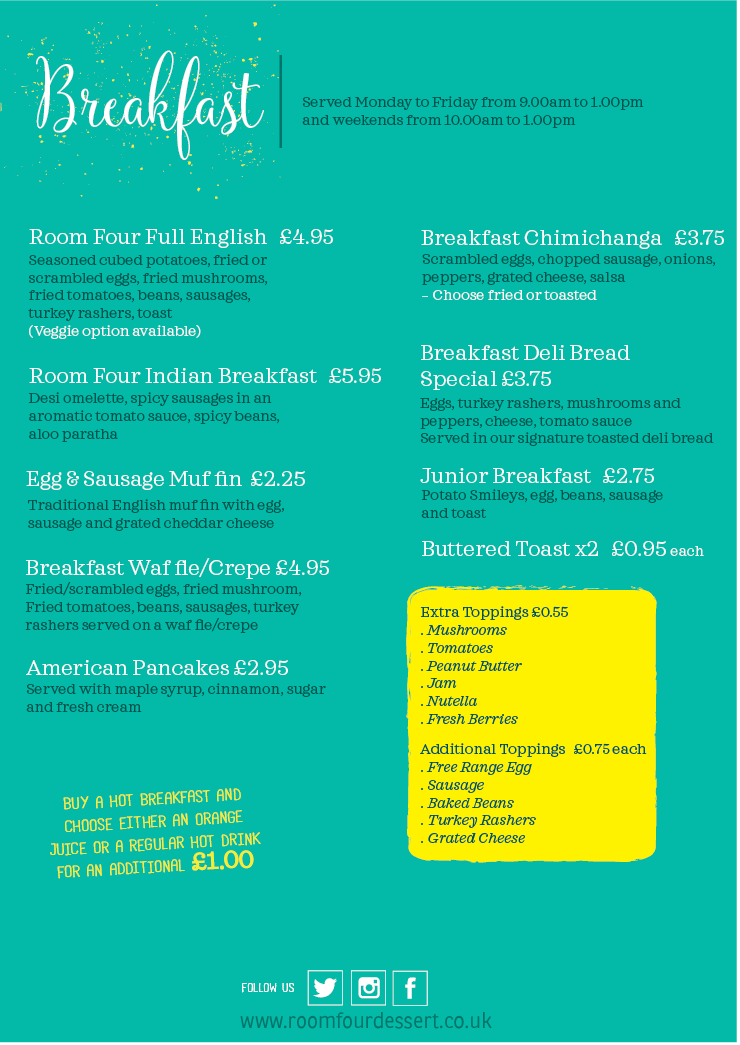 Breakfast
Served Monday to Friday from 9.00am to 1.00pm
and weekends from 10.00am to 1.00pm
Room Four Full English £4.95
Seasoned cubed potatoes, fried or
scrambled eggs, fried mushrooms,
fried tomatoes, beans, sausages,
turkey rashers, toast
(Veggie option available)
Room Four Indian Breakfast £5.95
Desi omelette, spicy sausages in an
aromatic tomato sauce, spicy beans,
aloo paratha
Egg & Sausage Muf fin £2.25
Traditional English muf fin with egg,
sausage and grated cheddar cheese
Breakfast Waf fle/Crepe £4.95
Fried/scrambled eggs, fried mushroom,
Fried tomatoes, beans, sausages, turkey
rashers served on a waf fle/crepe
American Pancakes £2.95
Served with maple syrup, cinnamon, sugar
and fresh cream
BUY A HOT BREAKFAST AND
CHOOSE EITHER AN ORANGE
JUICE OR A REGULAR HOT DRINK
FOR AN ADDITIONAL £1.00
Breakfast Chimichanga £3.75
Scrambled eggs, chopped sausage, onions,
peppers, grated cheese, salsa
– Choose fried or toasted
Breakfast Deli Bread
Special £3.75
Eggs, turkey rashers, mushrooms and
peppers, cheese, tomato sauce
Served in our signature toasted deli bread
Junior Breakfast £2.75
Potato Smileys, egg, beans, sausage
and toast
Buttered Toast x2 £0.95 each
Extra Toppings £0.55
. Mushrooms
. Tomatoes
. Peanut Butter
. Jam
. Nutella
. Fresh Berries
Additional Toppings £0.75 each
. Free Range Egg
. Sausage
. Baked Beans
. Turkey Rashers
. Grated Cheese
FOLLOW US
www.roomfourdessert.co.uk